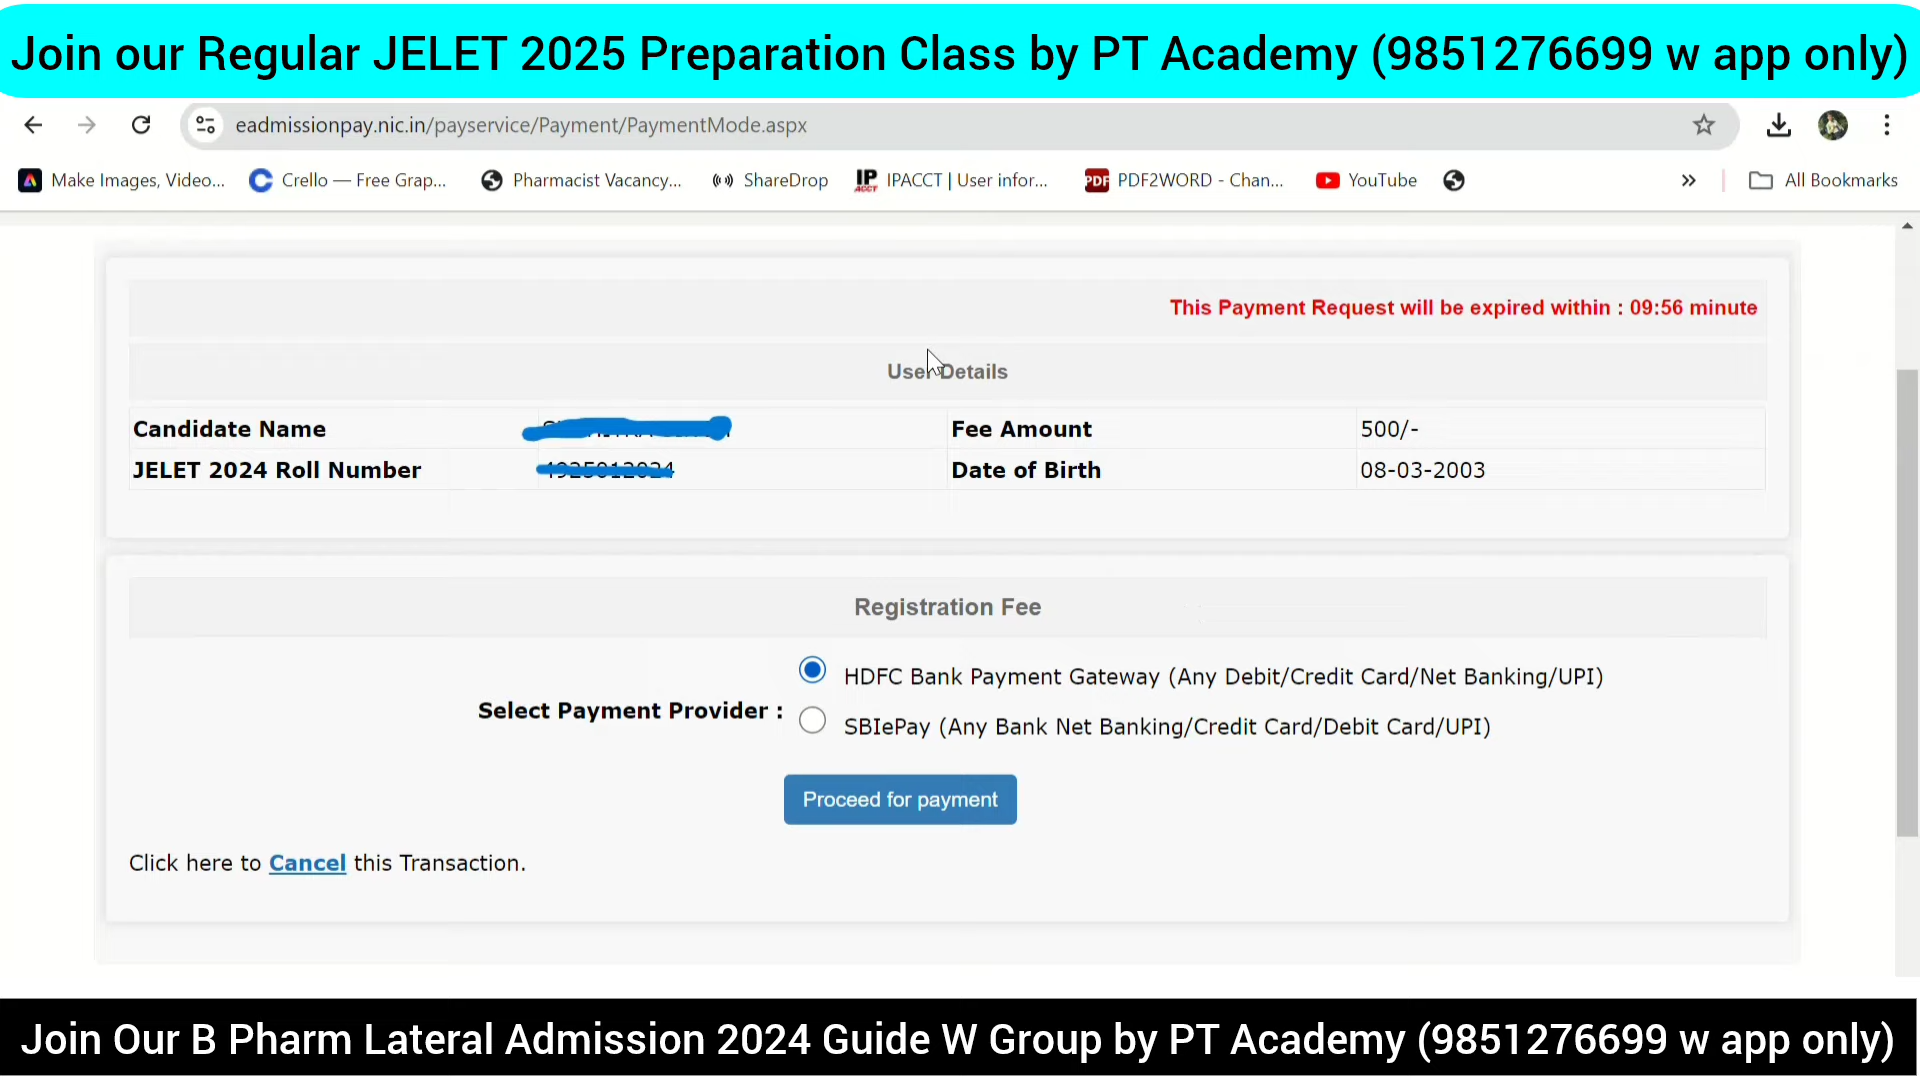 Join our Regular JELET 2025 Preparation Class by PT Academy (9851276699 w app only)
eadmissionpay.nic.in/payservice/Payment/PaymentMode.aspx
Make Images, Video... Crello — Free Grap... Pharmacist Vacancy... ShareDrop IP ACCT IPACCT | User infor... PDF PDF2WORD - Chan... YouTube » All Bookmarks
This Payment Request will be expired within : 09:56 minute
User Details
Candidate Name Fee Amount 500/-
JELET 2024 Roll Number Date of Birth 08-03-2003
Registration Fee
HDFC Bank Payment Gateway (Any Debit/Credit Card/Net Banking/UPI)
Select Payment Provider :
SBIePay (Any Bank Net Banking/Credit Card/Debit Card/UPI)
Proceed for payment
Click here to Cancel this Transaction.
Join Our B Pharm Lateral Admission 2024 Guide W Group by PT Academy (9851276699 w app only)